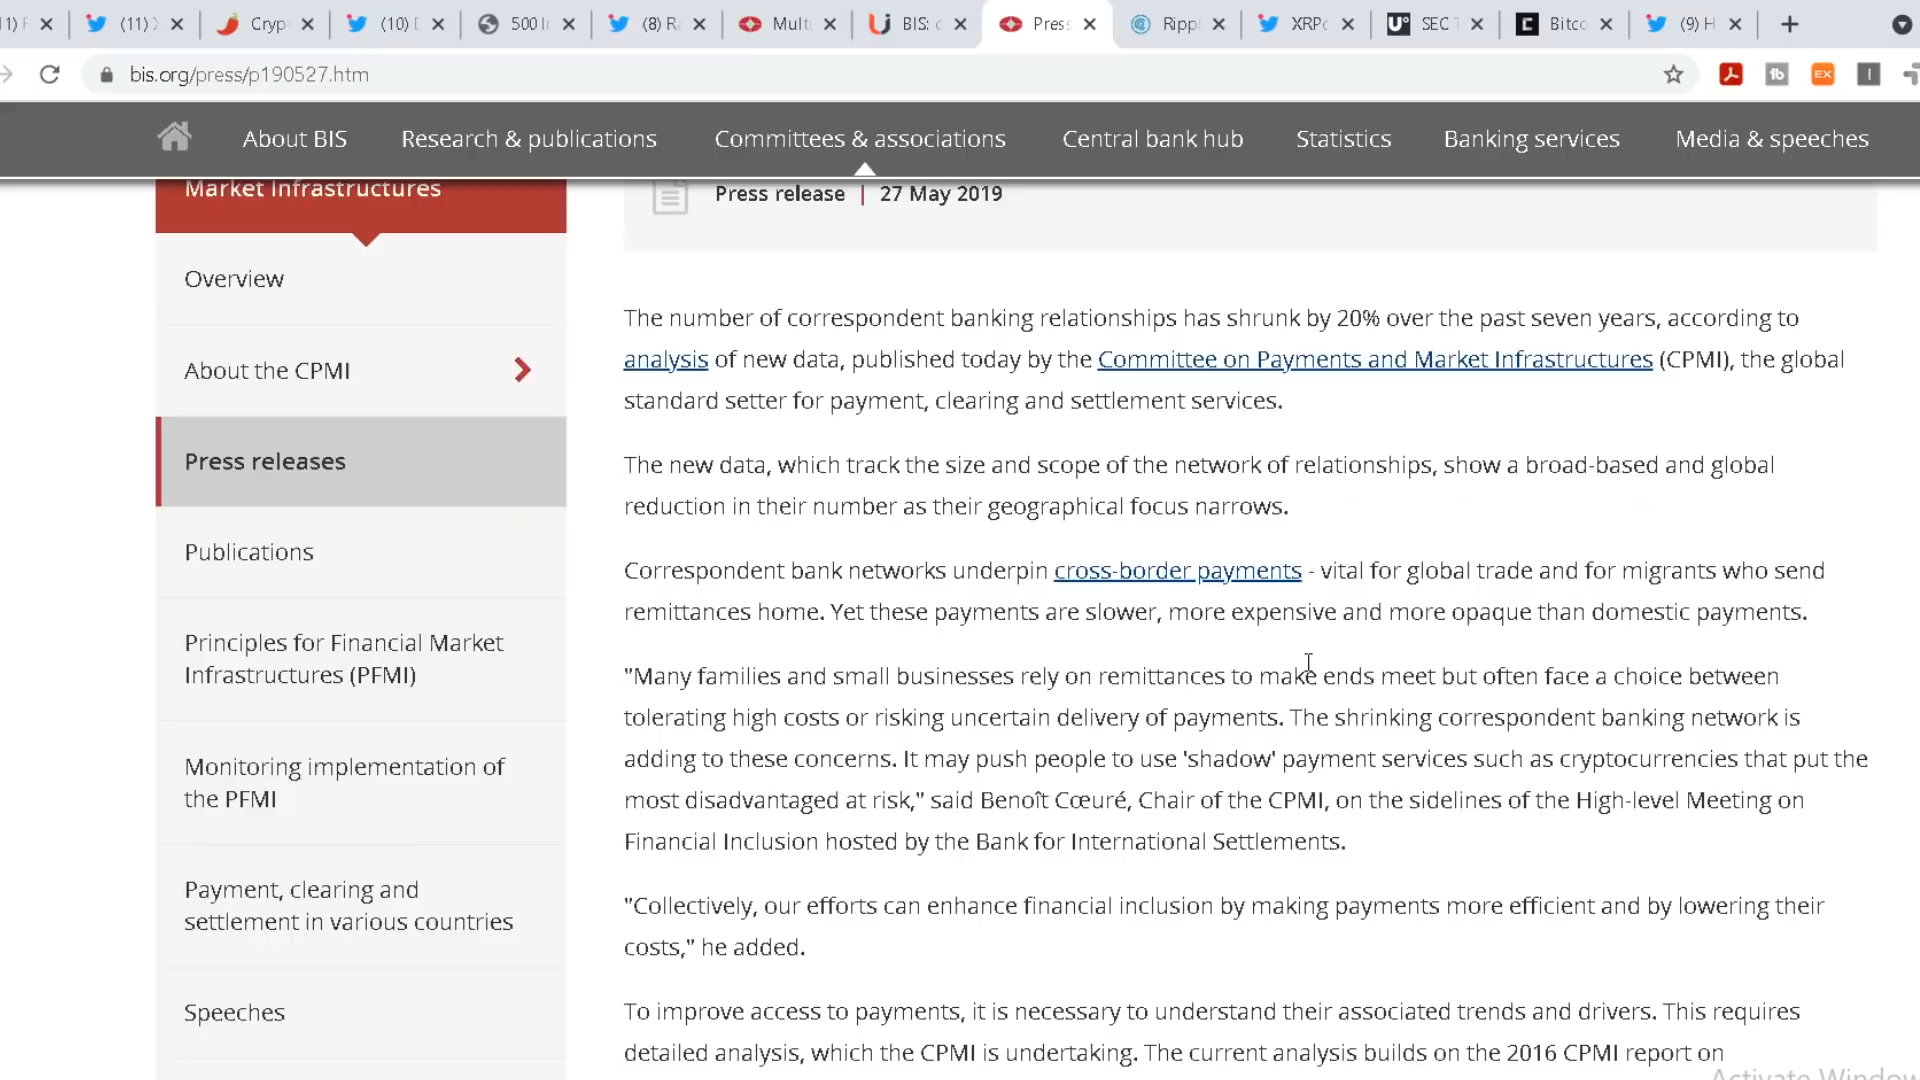 (11)
Cryp
(10)
500 I
(8) R
Mult
BIS: c
Pres
Rippl
XRPc
SEC
Bitco
(9) H
bis.org/press/p190527.htm
About BIS
Research & publications
Committees & associations
Central bank hub
Statistics
Banking services
Media & speeches
Market Infrastructures
Overview
About the CPMI
Press releases
Publications
Principles for Financial Market
Infrastructures (PFMI)
Monitoring implementation of
the PFMI
Payment, clearing and
settlement in various countries
Speeches
Press release | 27 May 2019
The number of correspondent banking relationships has shrunk by 20% over the past seven years, according to
analysis of new data, published today by the Committee on Payments and Market Infrastructures (CPMI), the global
standard setter for payment, clearing and settlement services.
The new data, which track the size and scope of the network of relationships, show a broad-based and global
reduction in their number as their geographical focus narrows.
Correspondent bank networks underpin cross-border payments - vital for global trade and for migrants who send
remittances home. Yet these payments are slower, more expensive and more opaque than domestic payments.
"Many families and small businesses rely on remittances to make ends meet but often face a choice between
tolerating high costs or risking uncertain delivery of payments. The shrinking correspondent banking network is
adding to these concerns. It may push people to use 'shadow' payment services such as cryptocurrencies that put the
most disadvantaged at risk," said Benoît Cœuré, Chair of the CPMI, on the sidelines of the High-level Meeting on
Financial Inclusion hosted by the Bank for International Settlements.
"Collectively, our efforts can enhance financial inclusion by making payments more efficient and by lowering their
costs," he added.
To improve access to payments, it is necessary to understand their associated trends and drivers. This requires
detailed analysis, which the CPMI is undertaking. The current analysis builds on the 2016 CPMI report on